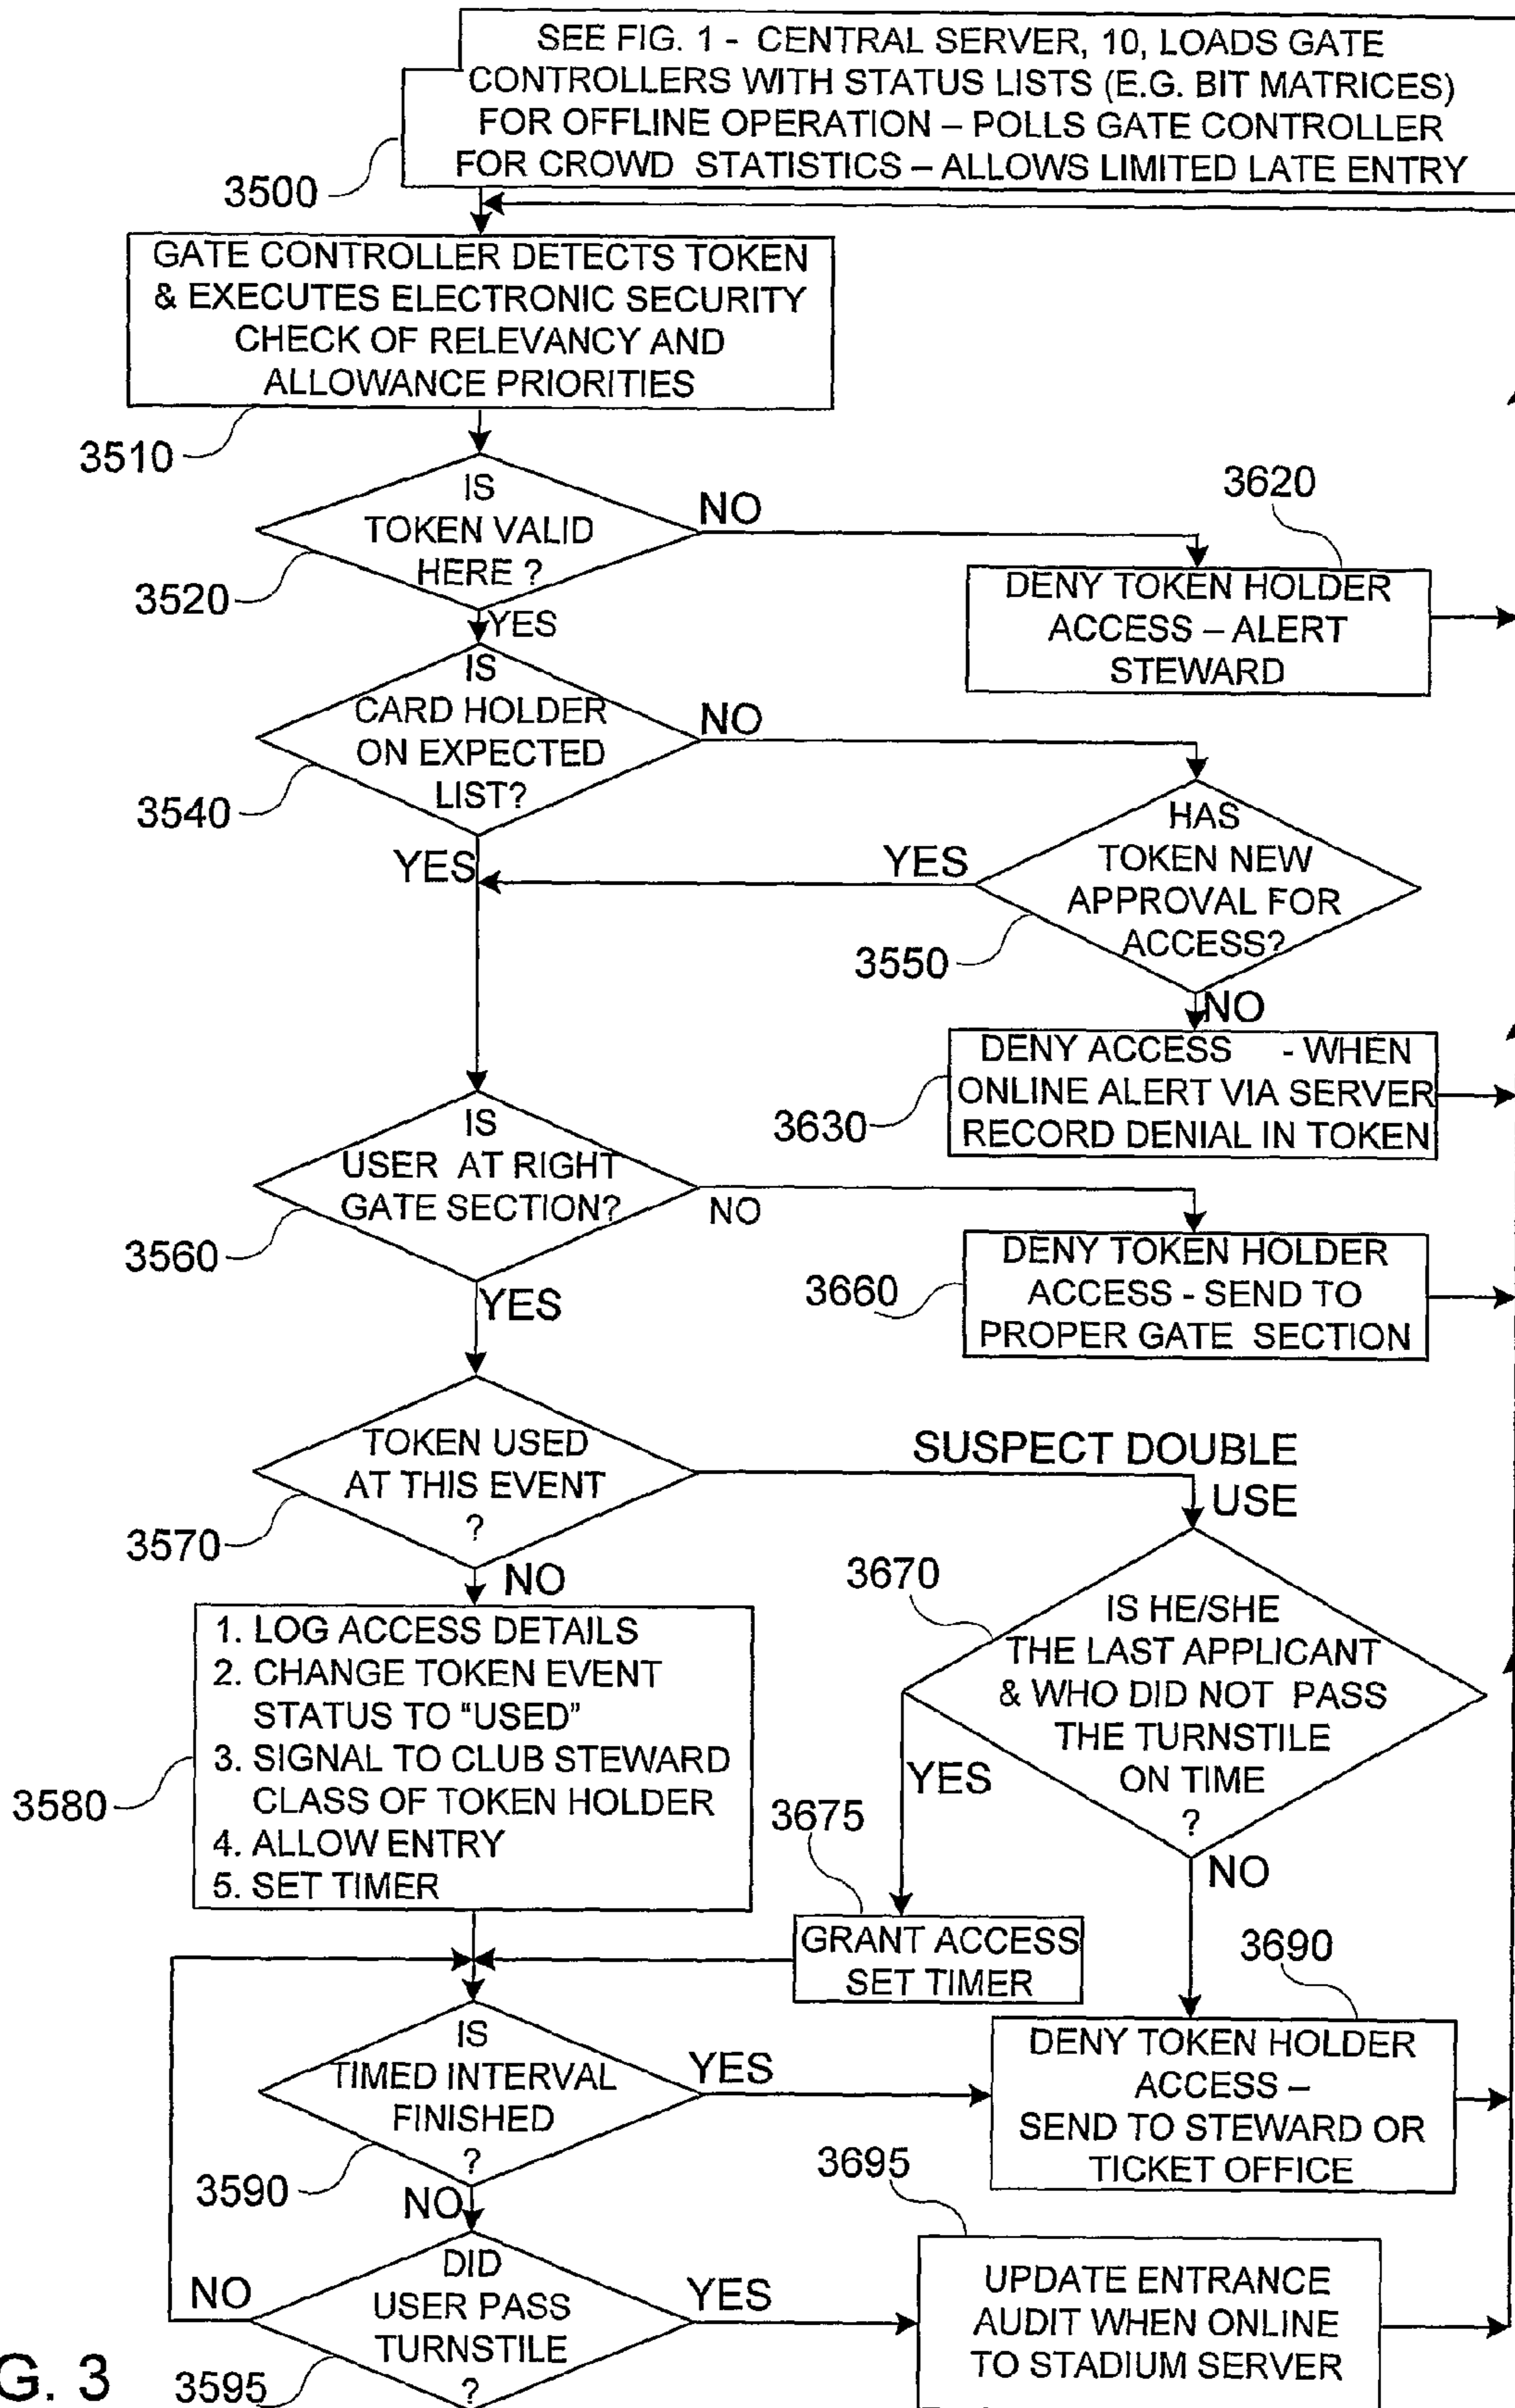 SEE FIG. 1 - CENTRAL SERVER, 10, LOADS GATE
CONTROLLERS WITH STATUS LISTS (E.G. BIT MATRICES)
FOR OFFLINE OPERATION – POLLS GATE CONTROLLER
FOR CROWD STATISTICS – ALLOWS LIMITED LATE ENTRY
3500
GATE CONTROLLER DETECTS TOKEN
& EXECUTES ELECTRONIC SECURITY
CHECK OF RELEVANCY AND
ALLOWANCE PRIORITIES
3510
IS
TOKEN VALID
HERE ?
3520
NO
YES
3620
DENY TOKEN HOLDER
ACCESS – ALERT
STEWARD
IS
CARD HOLDER
ON EXPECTED
LIST?
3540
NO
YES
HAS
TOKEN NEW
APPROVAL FOR
ACCESS?
3550
YES
NO
DENY ACCESS - WHEN
ONLINE ALERT VIA SERVER
RECORD DENIAL IN TOKEN
3630
IS
USER AT RIGHT
GATE SECTION?
3560
NO
YES
DENY TOKEN HOLDER
ACCESS - SEND TO
PROPER GATE SECTION
3660
TOKEN USED
AT THIS EVENT
?
3570
SUSPECT DOUBLE
USE
NO
3670
IS HE/SHE
THE LAST APPLICANT
& WHO DID NOT PASS
THE TURNSTILE
ON TIME
?
YES
NO
1. LOG ACCESS DETAILS
2. CHANGE TOKEN EVENT
STATUS TO “USED”
3. SIGNAL TO CLUB STEWARD
CLASS OF TOKEN HOLDER
4. ALLOW ENTRY
5. SET TIMER
3580
3675
GRANT ACCESS
SET TIMER
3690
DENY TOKEN HOLDER
ACCESS –
SEND TO STEWARD OR
TICKET OFFICE
IS
TIMED INTERVAL
FINISHED
?
3590
YES
NO
3695
DID
USER PASS
TURNSTILE
?
3595
NO
YES
UPDATE ENTRANCE
AUDIT WHEN ONLINE
TO STADIUM SERVER
G. 3